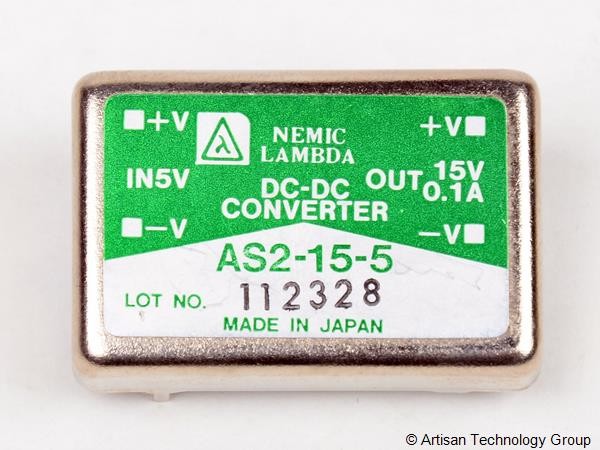 ■+V NEMIC +V■
LAMBDA
IN5V DC-DC OUT 15V 0.1A
■-V CONVERTER -V■
AS2-15-5
LOT NO. 112328
MADE IN JAPAN
© Artisan Technology Group